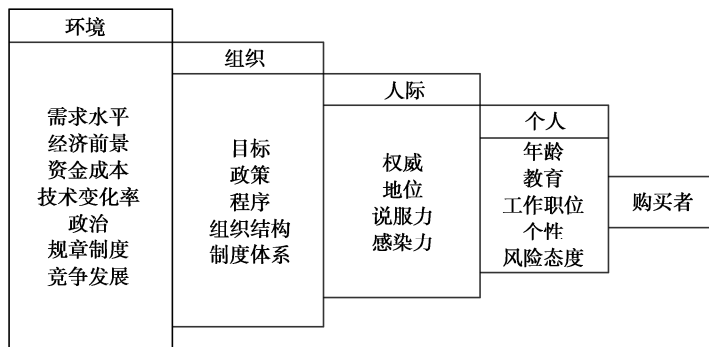 环境
需求水平
经济前景
资金成本
技术变化率
政治
规章制度
竞争发展
组织
目标
政策
程序
组织结构
制度体系
人际
权威
地位
说服力
感染力
个人
年龄
教育
工作职位
个性
风险态度
购买者